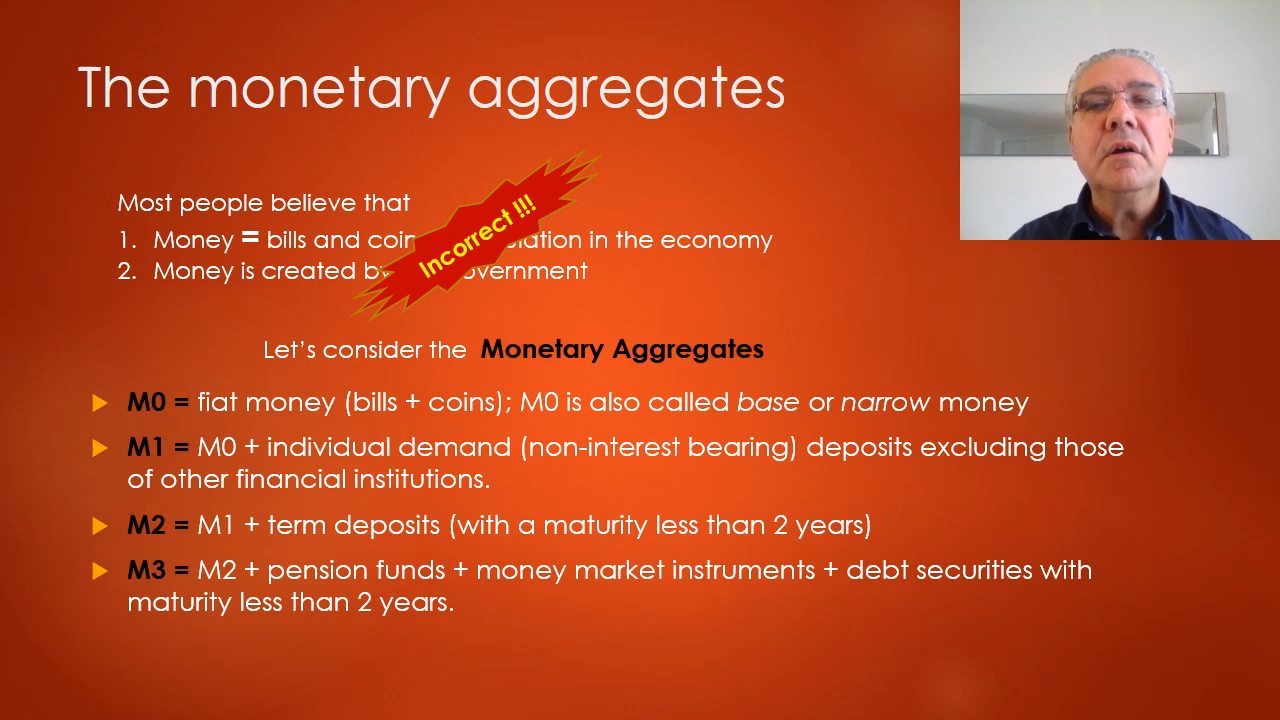 The monetary aggregates
Most people believe that
1. Money = bills and coin in the economy
2. Money is created
Incorrect !!!
Let's consider the Monetary Aggregates
M0 = fiat money (bills + coins); M0 is also called base or narrow money
M1 = M0 + individual demand (non-interest bearing) deposits excluding those
of other financial institutions.
M2 = M1 + term deposits (with a maturity less than 2 years)
M3 = M2 + pension funds + money market instruments + debt securities with
maturity less than 2 years.